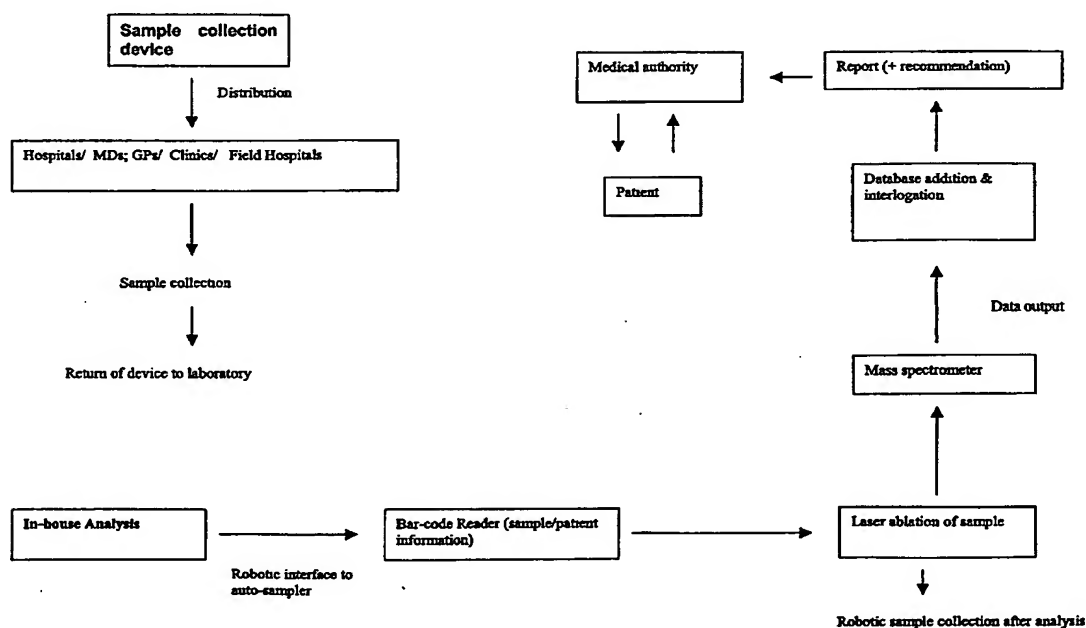 Sample collection
device
Distribution
Hospitals/ MDs; GPs/ Clinics/ Field Hospitals
Sample collection
Return of device to laboratory
In-house Analysis
Robotic interface to
auto-sampler
Bar-code Reader (sample/patient
information)
Laser ablation of sample
Robotic sample collection after analysis
Mass spectrometer
Data output
Database addition &
interlogation
Report (+ recommendation)
Medical authority
Patient